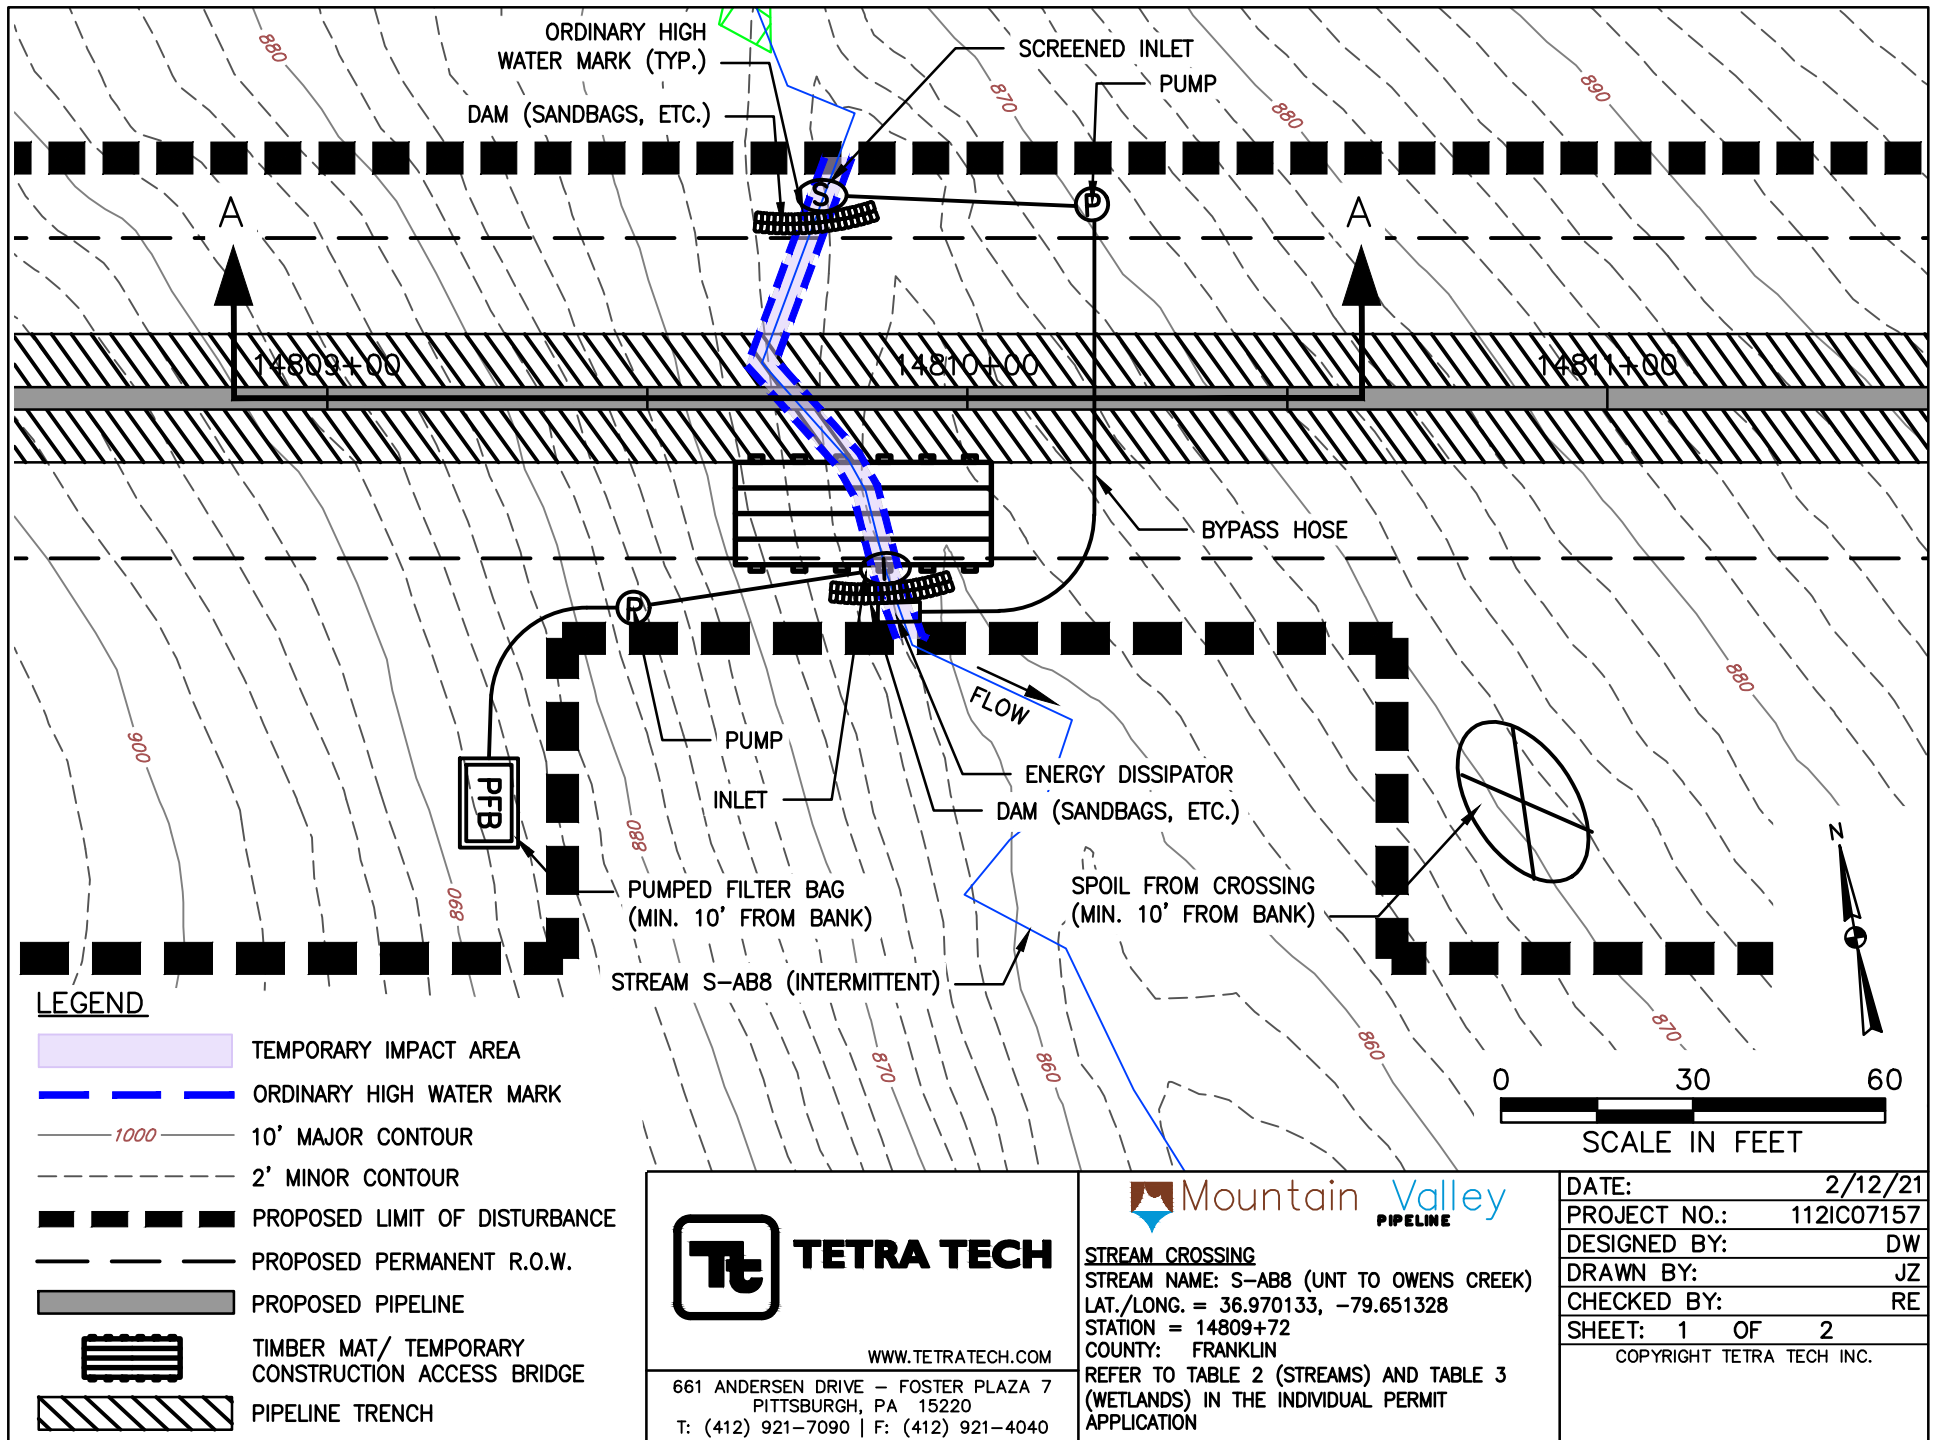 ORDINARY HIGH
WATER MARK (TYP.)
DAM (SANDBAGS, ETC.)
SCREENED INLET
PUMP
880
870
880
890
S
P
A
A
14809+00
14810+00
14811+00
BYPASS HOSE
I
P
FLOW
PUMP
INLET
ENERGY DISSIPATOR
DAM (SANDBAGS, ETC.)
PFB
900
880
890
880
PUMPED FILTER BAG
(MIN. 10' FROM BANK)
SPOIL FROM CROSSING
(MIN. 10' FROM BANK)
STREAM S-AB8 (INTERMITTENT)
N
870
860
860
870
0 30 60
SCALE IN FEET
LEGEND
TEMPORARY IMPACT AREA
ORDINARY HIGH WATER MARK
1000
10' MAJOR CONTOUR
2' MINOR CONTOUR
PROPOSED LIMIT OF DISTURBANCE
PROPOSED PERMANENT R.O.W.
PROPOSED PIPELINE
TIMBER MAT/ TEMPORARY
CONSTRUCTION ACCESS BRIDGE
PIPELINE TRENCH
Tt
TETRA TECH
WWW.TETRATECH.COM
661 ANDERSEN DRIVE – FOSTER PLAZA 7
PITTSBURGH, PA 15220
T: (412) 921-7090 | F: (412) 921-4040
Mountain Valley
PIPELINE
STREAM CROSSING
STREAM NAME: S-AB8 (UNT TO OWENS CREEK)
LAT./LONG. = 36.970133, -79.651328
STATION = 14809+72
COUNTY: FRANKLIN
REFER TO TABLE 2 (STREAMS) AND TABLE 3
(WETLANDS) IN THE INDIVIDUAL PERMIT
APPLICATION
DATE: 2/12/21
PROJECT NO.: 112IC07157
DESIGNED BY: DW
DRAWN BY: JZ
CHECKED BY: RE
SHEET: 1 OF 2
COPYRIGHT TETRA TECH INC.